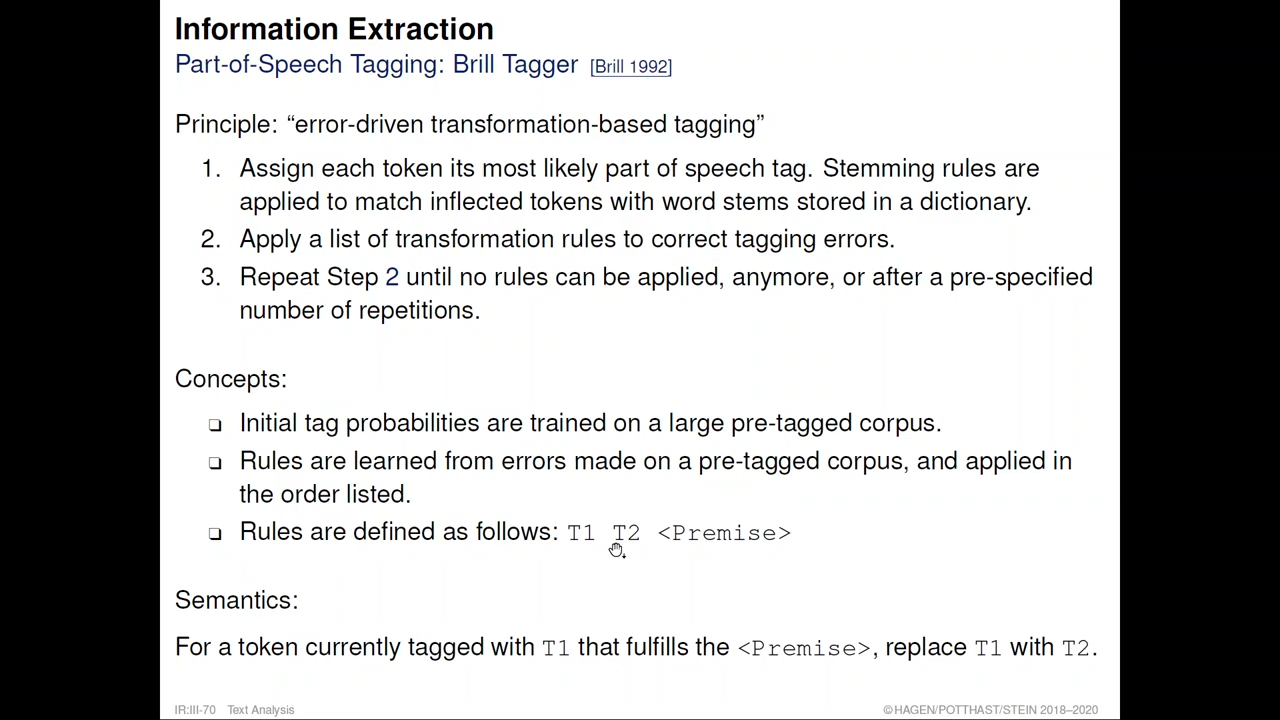 Information Extraction
Part-of-Speech Tagging: Brill Tagger [Brill 1992]
Principle: “error-driven transformation-based tagging”
1. Assign each token its most likely part of speech tag. Stemming rules are
applied to match inflected tokens with word stems stored in a dictionary.
2. Apply a list of transformation rules to correct tagging errors.
3. Repeat Step 2 until no rules can be applied, anymore, or after a pre-specified
number of repetitions.
Concepts:
❑ Initial tag probabilities are trained on a large pre-tagged corpus.
❑ Rules are learned from errors made on a pre-tagged corpus, and applied in
the order listed.
❑ Rules are defined as follows: T1 T2 <Premise>
Semantics:
For a token currently tagged with T1 that fulfills the <Premise>, replace T1 with T2.
IR:III-70 Text Analysis ©HAGEN/POTTHAST/STEIN 2018–2020